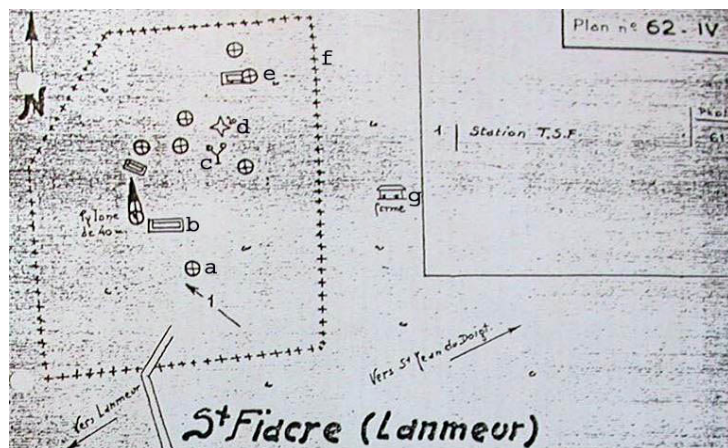 Plan nº 62-IV
N
f
e
d
c
1 | Station T.S.F.
g
ferme
Pylone
de 40m
b
a
1
Vers St Jean du Doigt
Vers Lanmeur
St Fiacre (Lanmeur)